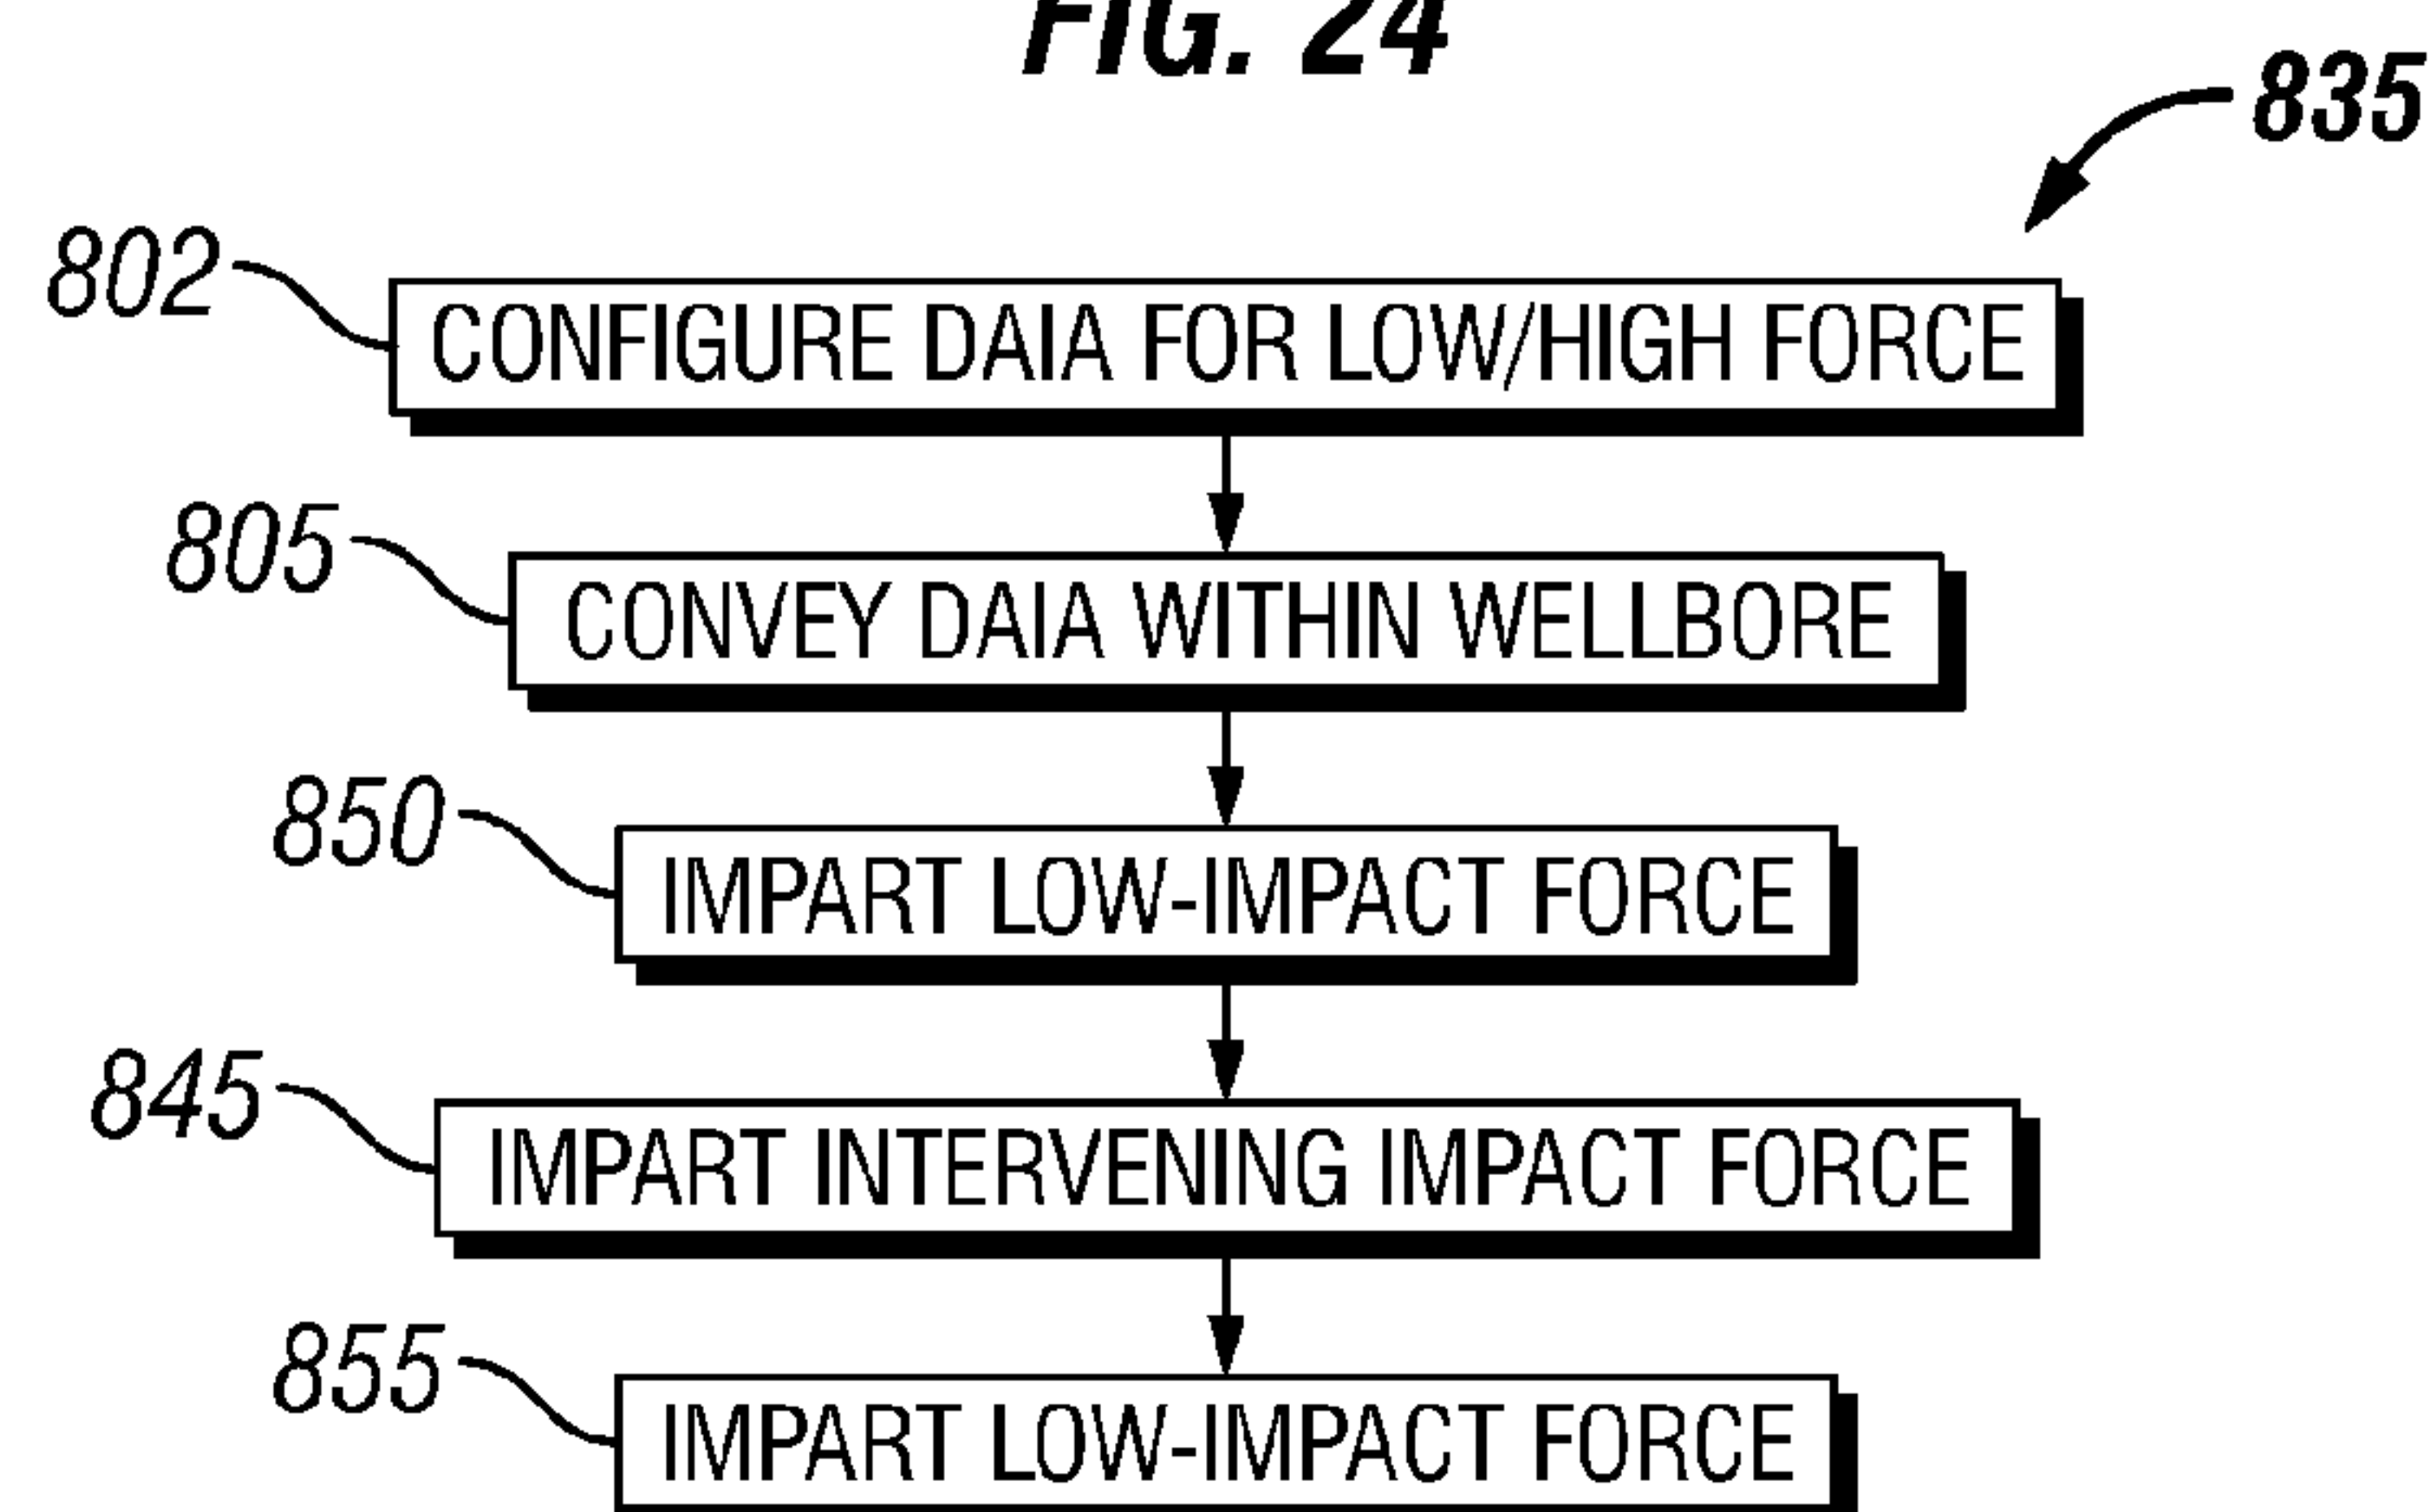 FIG. 24
835
802
CONFIGURE DAIA FOR LOW/HIGH FORCE
805
CONVEY DAIA WITHIN WELLBORE
850
IMPART LOW-IMPACT FORCE
845
IMPART INTERVENING IMPACT FORCE
855
IMPART LOW-IMPACT FORCE